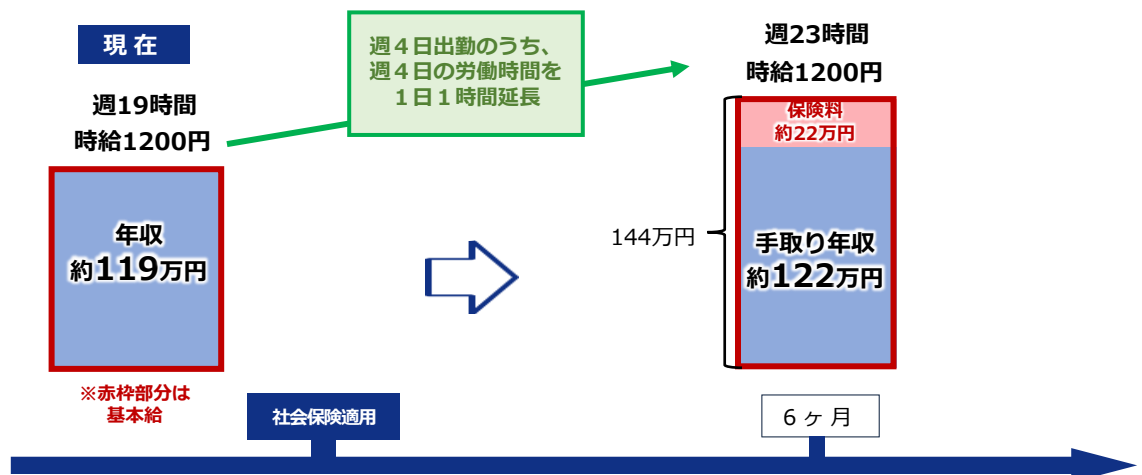 現在
週19時間
時給1200円
年収
約119万円
※赤枠部分は
基本給
週４日出勤のうち、
週４日の労働時間を
１日１時間延長
社会保険適用
週23時間
時給1200円
保険料
約22万円
144万円
手取り年収
約122万円
６ヶ月